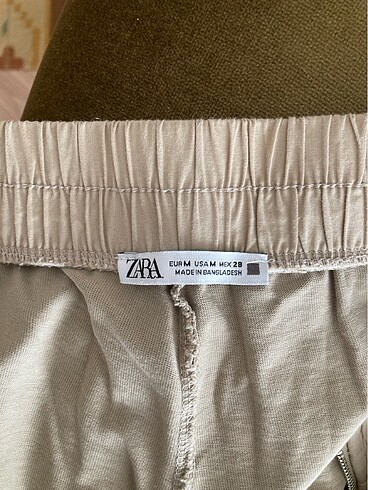 ZARA
EUR M USA M MEX 28
MADE IN BANGLADESH